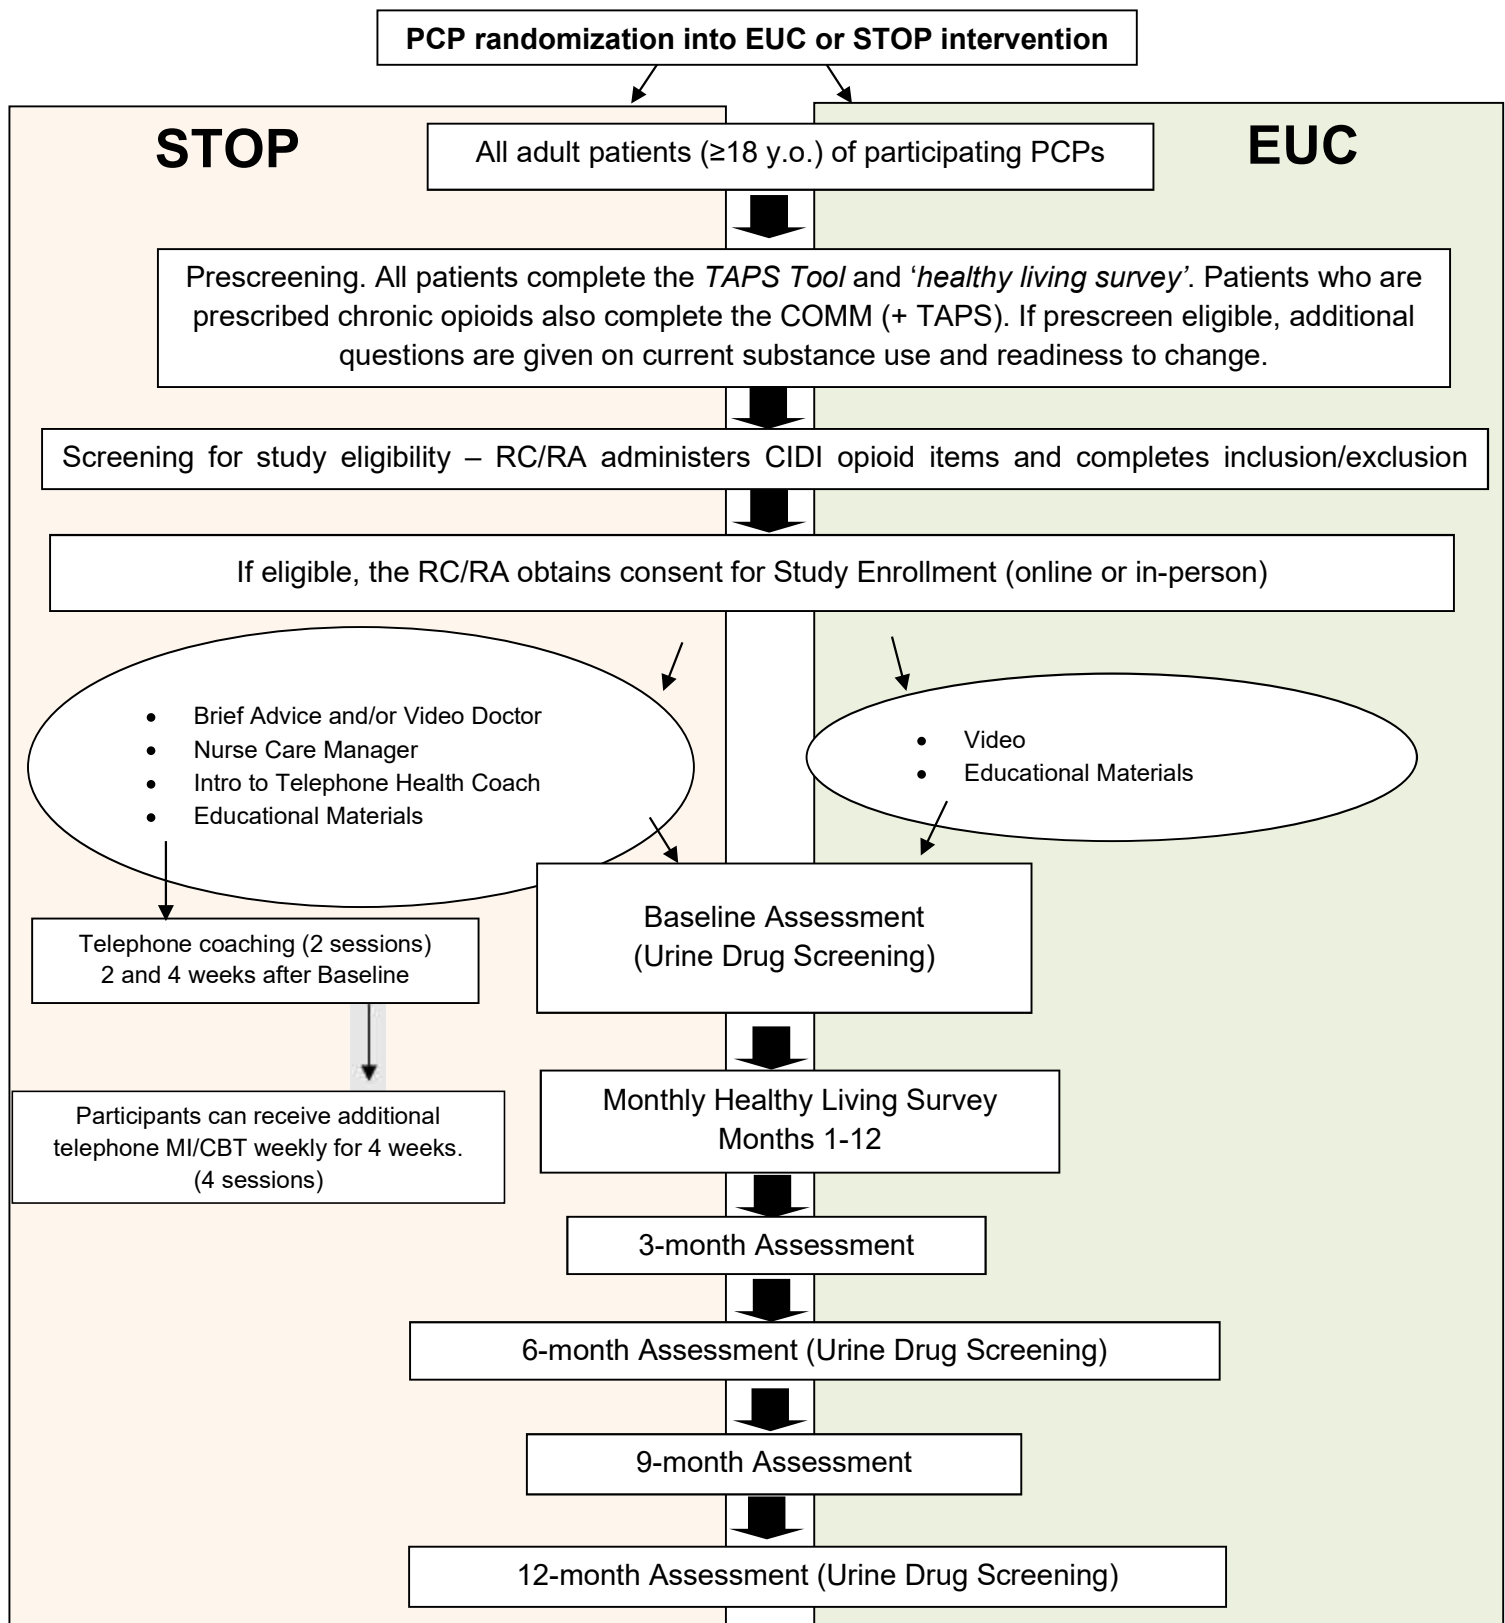 PCP randomization into EUC or STOP intervention
STOP
EUC
All adult patients (≥18 y.o.) of participating PCPs
Prescreening. All patients complete the TAPS Tool and ‘healthy living survey’. Patients who are
prescribed chronic opioids also complete the COMM (+ TAPS). If prescreen eligible, additional
questions are given on current substance use and readiness to change.
Screening for study eligibility – RC/RA administers CIDI opioid items and completes inclusion/exclusion
If eligible, the RC/RA obtains consent for Study Enrollment (online or in-person)
• Brief Advice and/or Video Doctor
• Nurse Care Manager
• Intro to Telephone Health Coach
• Educational Materials
• Video
• Educational Materials
Telephone coaching (2 sessions)
2 and 4 weeks after Baseline
Baseline Assessment
(Urine Drug Screening)
Participants can receive additional
telephone MI/CBT weekly for 4 weeks.
(4 sessions)
Monthly Healthy Living Survey
Months 1-12
3-month Assessment
6-month Assessment (Urine Drug Screening)
9-month Assessment
12-month Assessment (Urine Drug Screening)